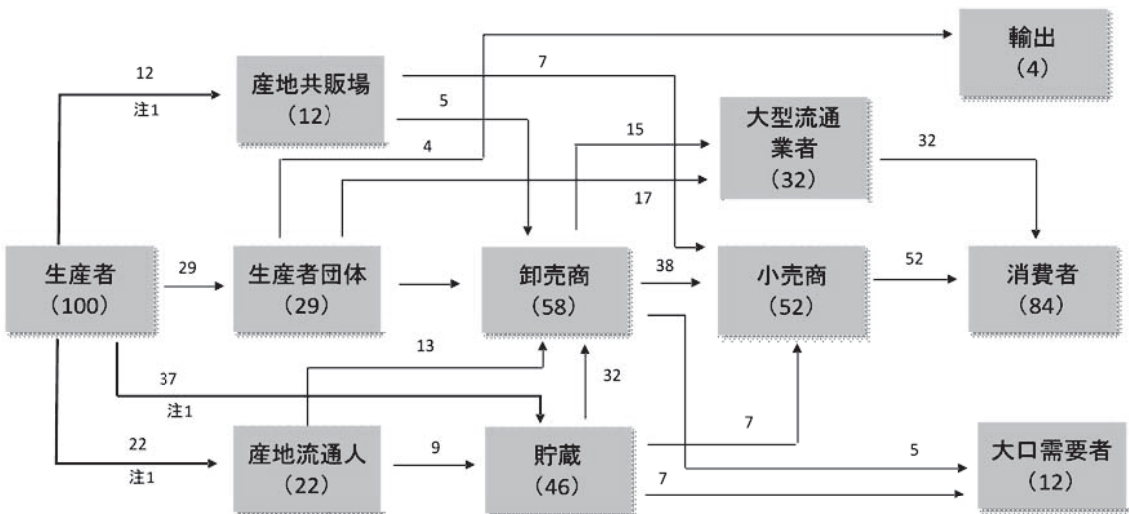 輸出
(4)
12
注1
産地共販場
(12)
7
5
4
15
大型流通
業者
(32)
32
17
生産者
(100)
29
生産者団体
(29)
卸売商
(58)
38
小売商
(52)
52
消費者
(84)
13
32
37
注1
22
注1
産地流通人
(22)
9
貯蔵
(46)
7
7
5
大口需要者
(12)